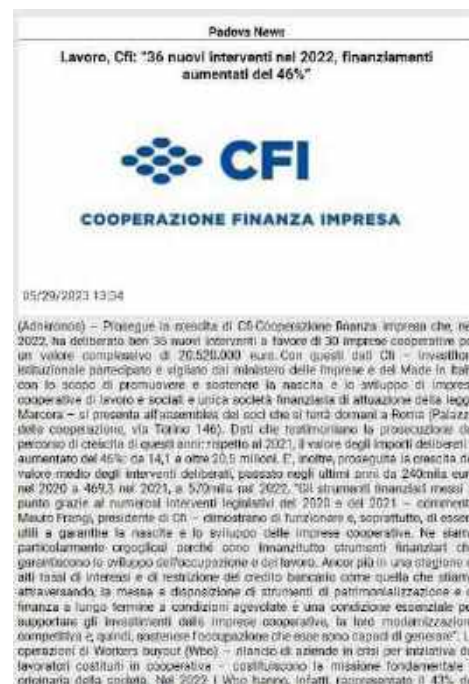 Padova News
Lavoro, Cfi: "36 nuovi interventi nel 2022, finanziamenti
aumentati del 46%"
CFI
COOPERAZIONE FINANZA IMPRESA
05/29/2023 13:34
(Adnkronos) – Prosegue la crescita di Cfi-Cooperazione finanza impresa che, nel
2022, ha deliberato ben 36 nuovi interventi a favore di 30 imprese cooperative per
un valore complessivo di 20.520.000 euro. Con questi dati Cfi – investitore
istituzionale partecipato e vigilato dal ministero delle Imprese e del Made in Italy
con lo scopo di promuovere e sostenere la nascita e lo sviluppo di imprese
cooperative di lavoro e sociali e unica società finanziaria di attuazione della legge
Marcora – si presenta all'assemblea dei soci che si terrà domani a Roma (Palazzo
della cooperazione, via Torino 146). Dati che testimoniano la prosecuzione del
percorso di crescita di questi anni: rispetto al 2021, il valore degli importi deliberati è
aumentato del 46%: da 14,1 a oltre 20,5 milioni. E', inoltre, proseguita la crescita del
valore medio degli interventi deliberati, passato negli ultimi anni da 240mila euro
nel 2020 a 469,3 nel 2021, a 570mila nel 2022. "Gli strumenti finanziari messi a
punto grazie ai numerosi interventi legislativi del 2020 e del 2021 – commenta
Mauro Frangi, presidente di Cfi – dimostrano di funzionare e, soprattutto, di essere
utili a garantire la nascita e lo sviluppo delle imprese cooperative. Ne siamo
particolarmente orgogliosi perché sono innanzitutto strumenti finanziari che
garantiscono lo sviluppo dell'occupazione e del lavoro. Ancor più in una stagione di
alti tassi di interessi e di restrizione del credito bancario come quella che stiamo
attraversando, la messa a disposizione di strumenti di patrimonializzazione e di
finanza a lungo termine a condizioni agevolate è una condizione essenziale per
supportare gli investimenti delle imprese cooperative, la loro modernizzazione
competitiva e, quindi, sostenere l'occupazione che esse sono capaci di generare". Le
operazioni di Workers buyout (Wbo) – rilancio di aziende in crisi per iniziativa dei
lavoratori costituiti in cooperativa – costituiscono la missione fondamentale e
originaria della società. Nel 2022 i Wbo hanno, infatti, rappresentato il 43% di